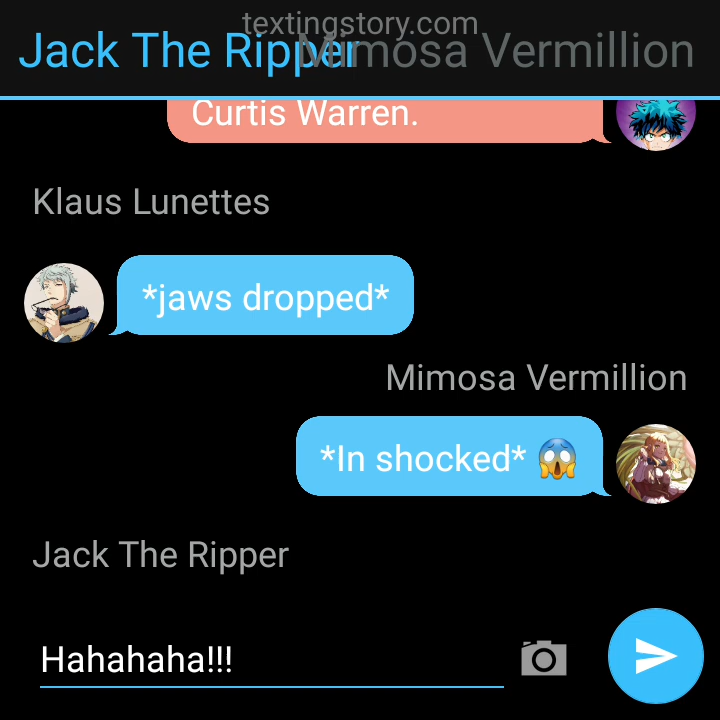 textingstory.com
Jack The Ripper
Mimosa Vermillion
Curtis Warren.
Klaus Lunettes
*jaws dropped*
Mimosa Vermillion
*In shocked* 😱
Jack The Ripper
Hahahaha!!!